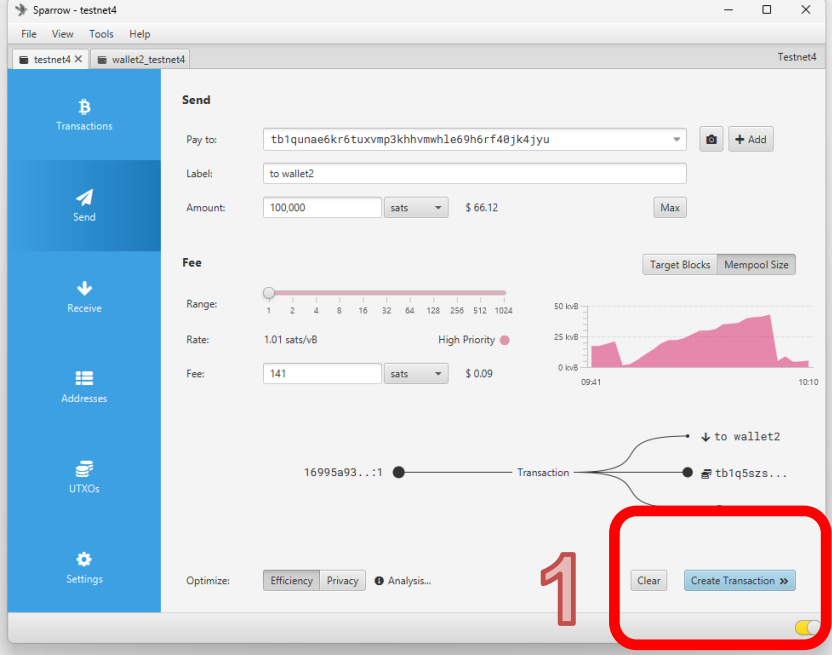 Sparrow - testnet4
File View Tools Help
testnet4 wallet2_testnet4 Testnet4
Transactions
Send
Receive
Addresses
UTXOs
Settings
Send
Pay to: tb1qunae6kr6tuxvmp3khhvmwhle69h6rf40jk4jyu + Add
Label: to wallet2
Amount: 100,000 sats $ 66.12 Max
Fee
Target Blocks Mempool Size
Range: 1 2 4 8 16 32 64 128 256 512 1024
Rate: 1.01 sats/vB High Priority
Fee: 141 sats $ 0.09
50 kvB
25 kvB
0 kvB
09:41 10:10
to wallet2
16995a93..:1 Transaction tb1q5szs...
1
Optimize: Efficiency Privacy Analysis... Clear Create Transaction »